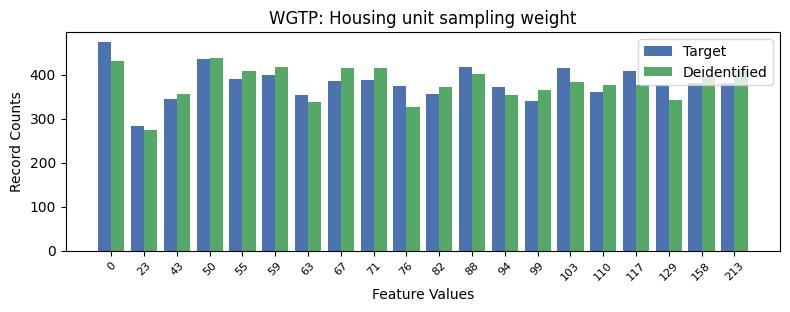 WGTP: Housing unit sampling weight
Target
Deidentified
Record Counts
400
300
200
100
0
0 23 43 50 55 59 63 67 71 76 82 88 94 99 103 110 117 129 158 213
Feature Values